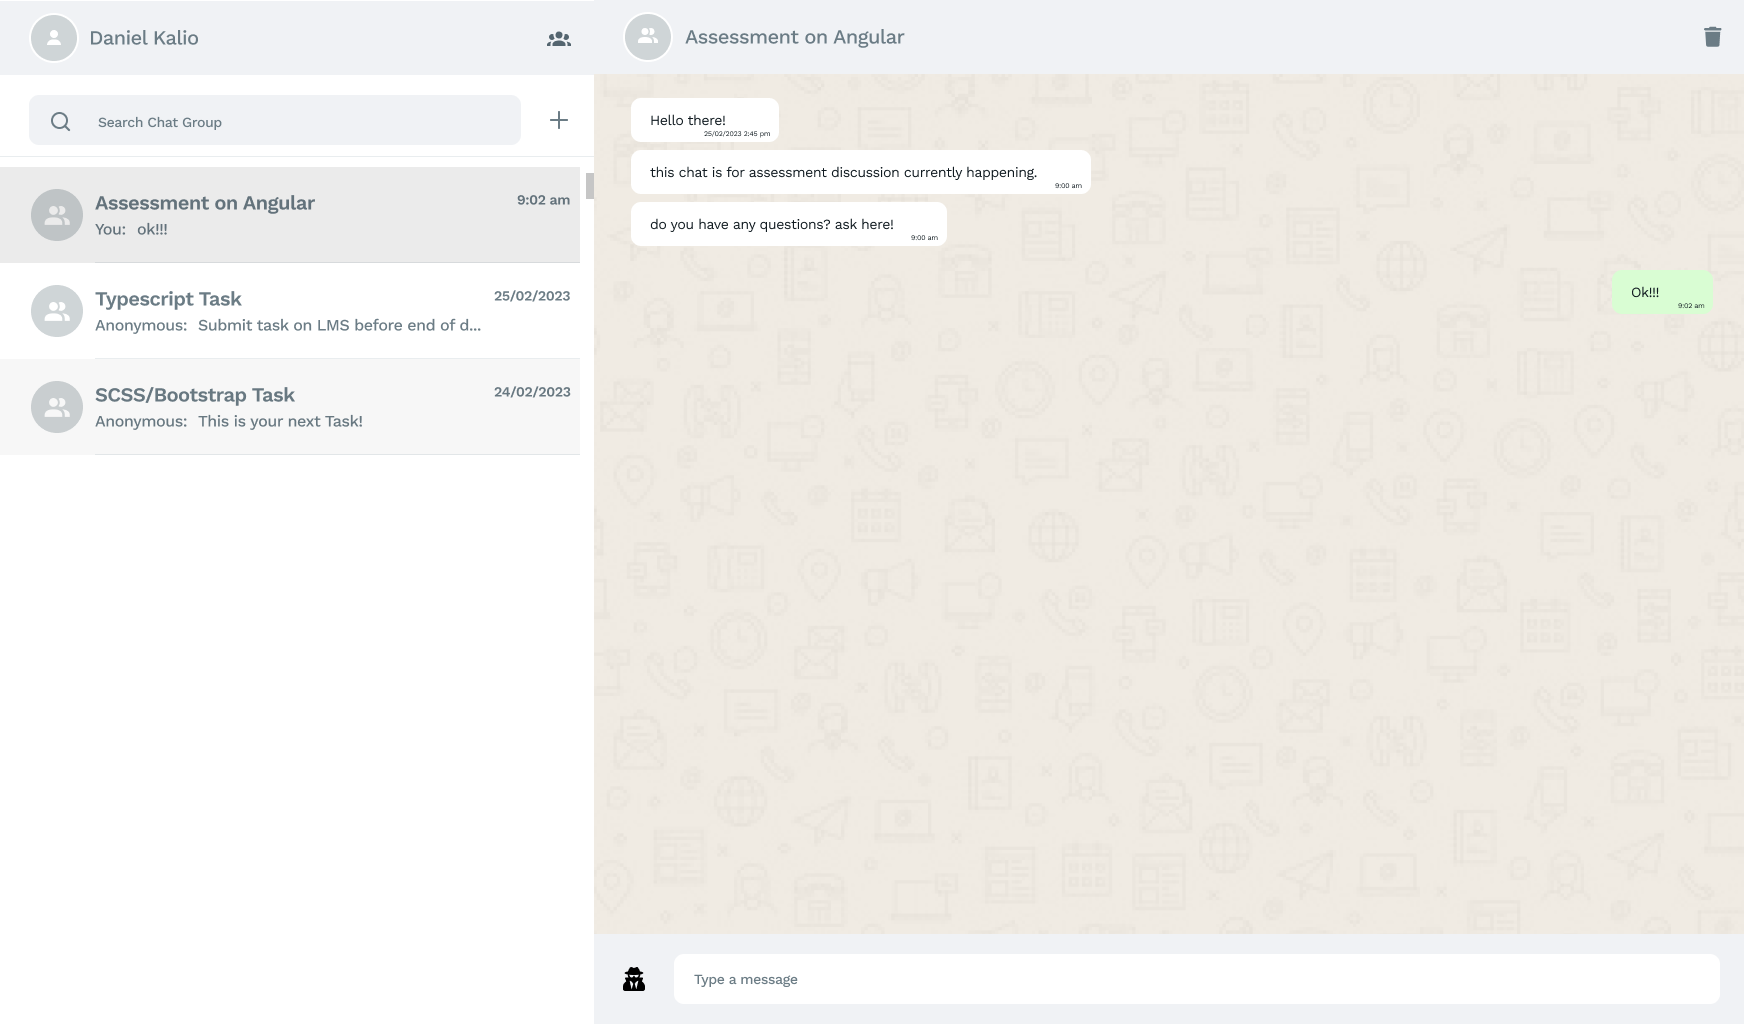 Daniel Kalio
Search Chat Group
Assessment on Angular
9:02 am
You: ok!!!
Typescript Task
25/02/2023
Anonymous: Submit task on LMS before end of d...
SCSS/Bootstrap Task
24/02/2023
Anonymous: This is your next Task!
Assessment on Angular
Hello there!
25/02/2023 2:45 pm
this chat is for assessment discussion currently happening.
9:00 am
do you have any questions? ask here!
9:00 am
Ok!!!
9:02 am
Type a message